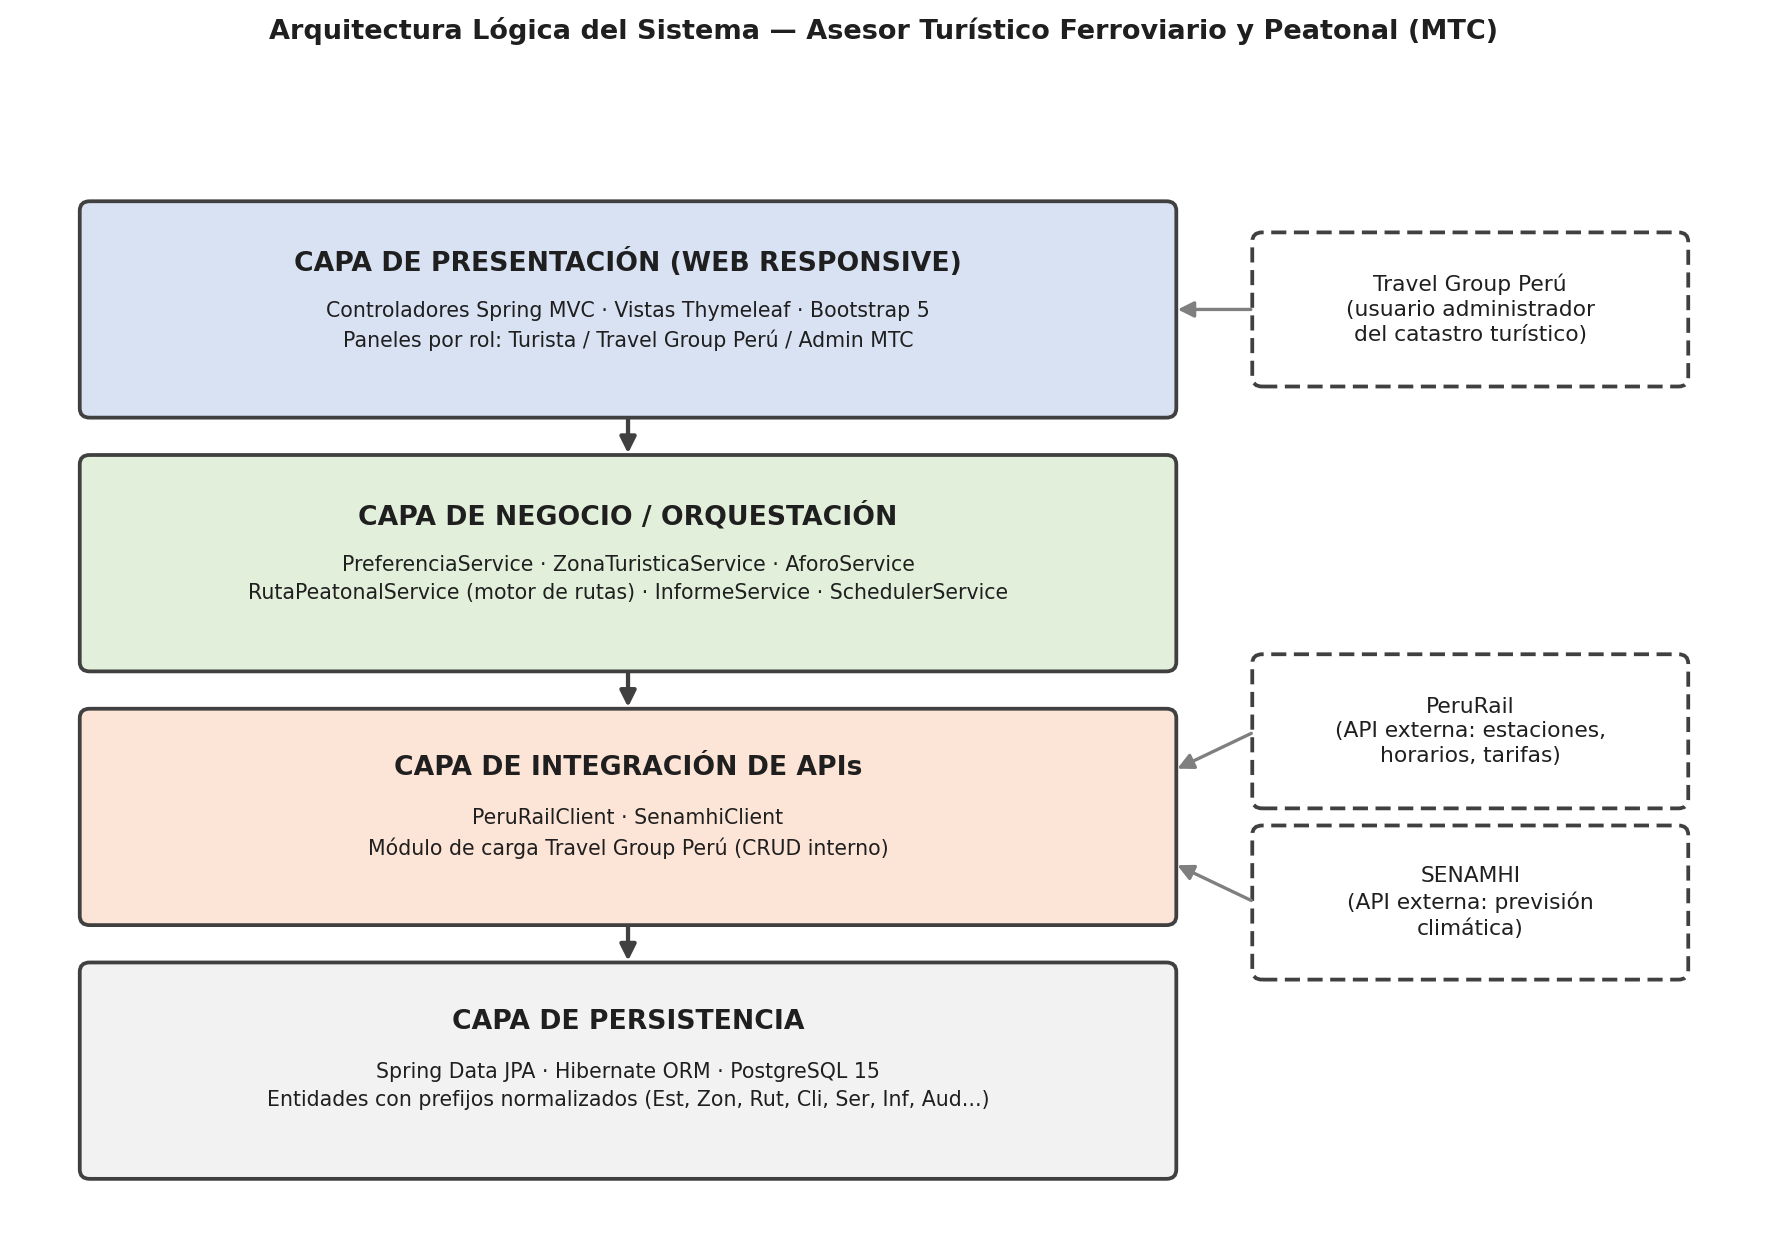 Arquitectura Lógica del Sistema — Asesor Turístico Ferroviario y Peatonal (MTC)
CAPA DE PRESENTACIÓN (WEB RESPONSIVE)
Controladores Spring MVC · Vistas Thymeleaf · Bootstrap 5
Paneles por rol: Turista / Travel Group Perú / Admin MTC
Travel Group Perú
(usuario administrador
del catastro turístico)
CAPA DE NEGOCIO / ORQUESTACIÓN
PreferenciaService · ZonaTuristicaService · AforoService
RutaPeatonalService (motor de rutas) · InformeService · SchedulerService
CAPA DE INTEGRACIÓN DE APIs
PeruRailClient · SenamhiClient
Módulo de carga Travel Group Perú (CRUD interno)
PeruRail
(API externa: estaciones,
horarios, tarifas)
SENAMHI
(API externa: previsión
climática)
CAPA DE PERSISTENCIA
Spring Data JPA · Hibernate ORM · PostgreSQL 15
Entidades con prefijos normalizados (Est, Zon, Rut, Cli, Ser, Inf, Aud...)